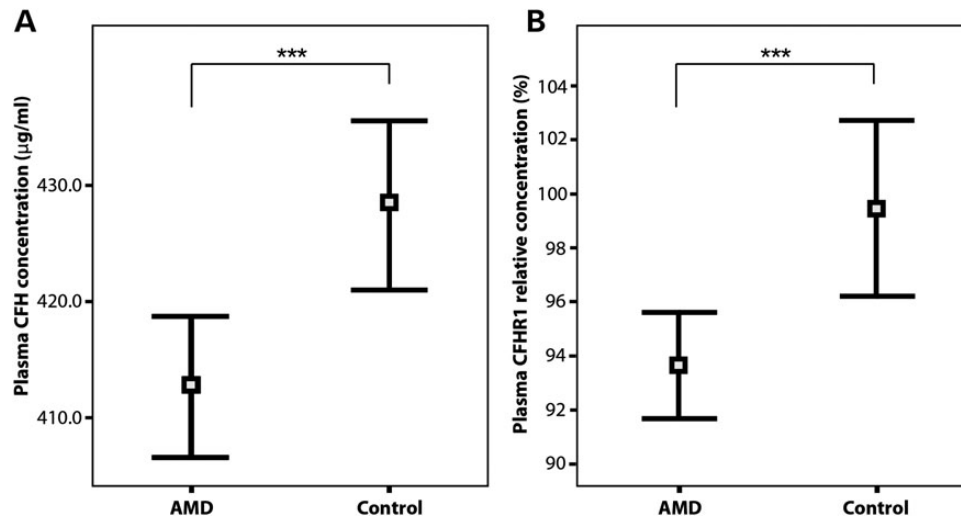 A
***
Plasma CFH concentration (µg/ml)
430.0
420.0
410.0
AMD
Control
B
***
Plasma CFHR1 relative concentration (%)
104
102
100
98
96
94
92
90
AMD
Control